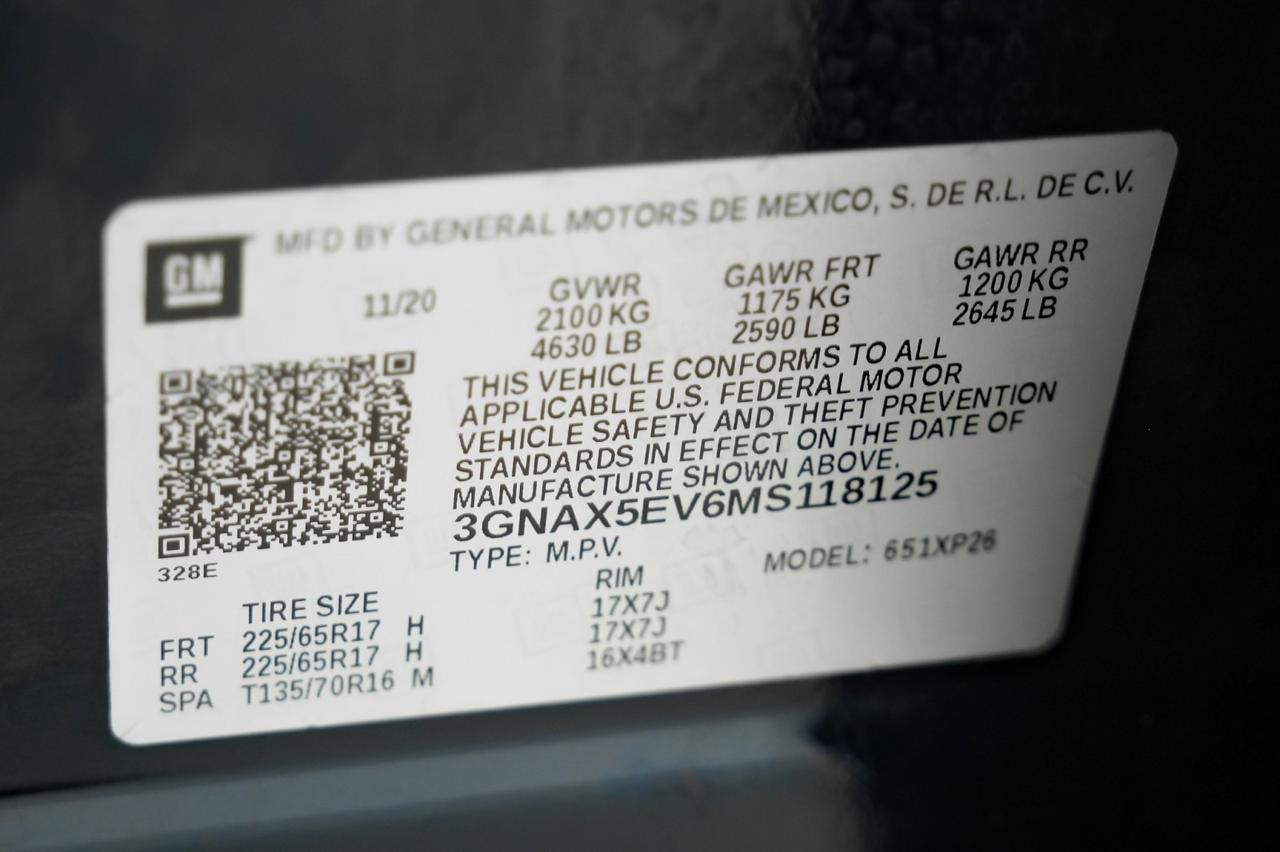 MFD BY GENERAL MOTORS DE MEXICO, S. DE R.L. DE C.V.
GM
11/20
GVWR GAWR FRT GAWR RR
2100 KG 1175 KG 1200 KG
4630 LB 2590 LB 2645 LB
THIS VEHICLE CONFORMS TO ALL
APPLICABLE U.S. FEDERAL MOTOR
VEHICLE SAFETY AND THEFT PREVENTION
STANDARDS IN EFFECT ON THE DATE OF
MANUFACTURE SHOWN ABOVE.
3GNAX5EV6MS118125
TYPE: M.P.V. MODEL: 651XP26
328E
TIRE SIZE RIM
FRT 225/65R17 H 17X7J
RR 225/65R17 H 17X7J
SPA T135/70R16 M 16X4BT